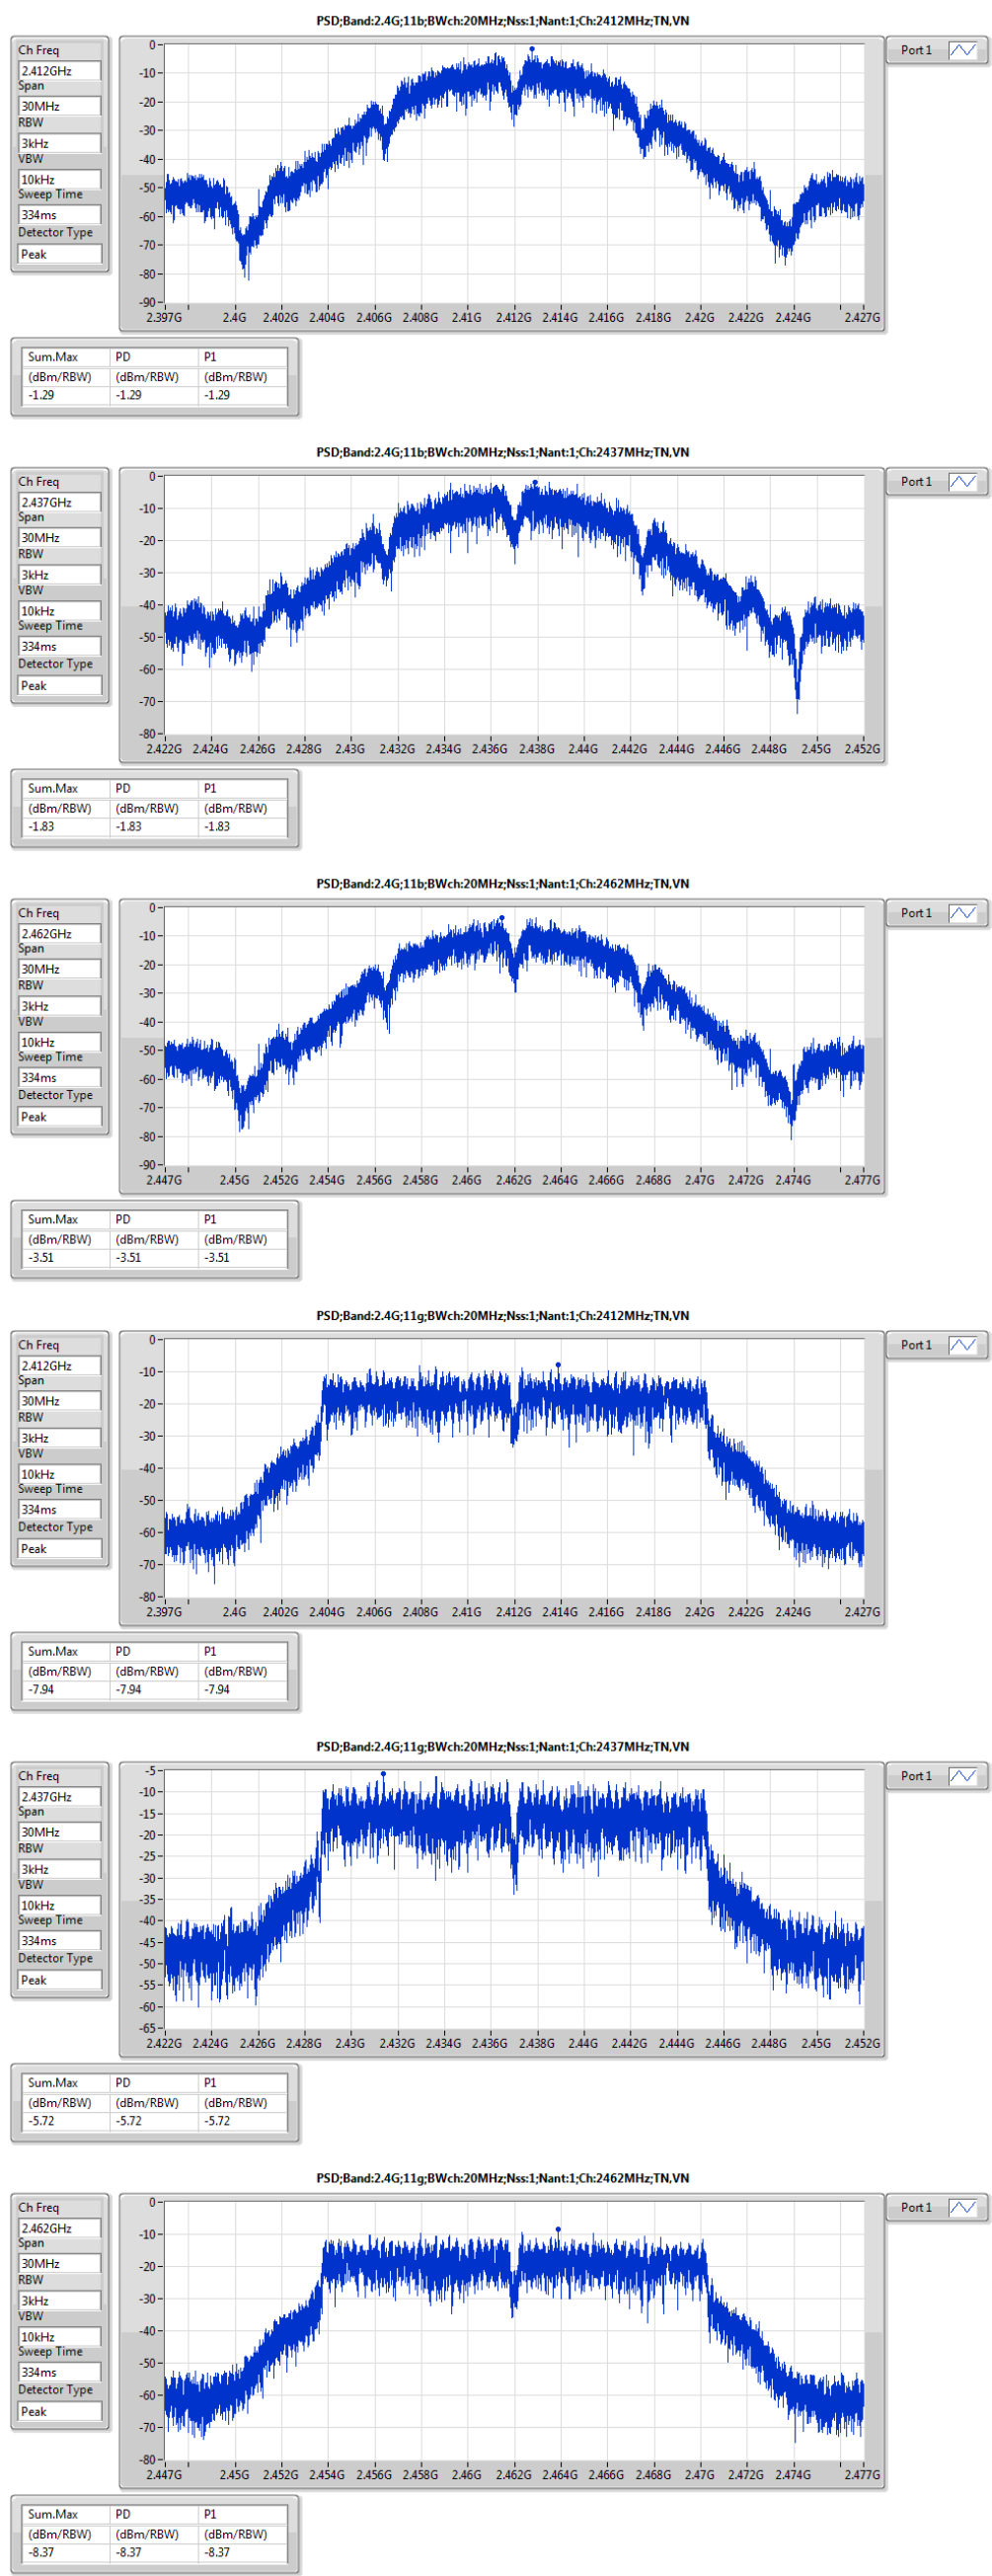 PSD;Band:2.4G;11b;BWch:20MHz;Nss:1;Nant:1;Ch:2412MHz;TN,VN
Ch Freq
2.412GHz
Span
30MHz
RBW
3kHz
VBW
10kHz
Sweep Time
334ms
Detector Type
Peak
0
-10
-20
-30
-40
-50
-60
-70
-80
-90
2.397G 2.4G 2.402G 2.404G 2.406G 2.408G 2.41G 2.412G 2.414G 2.416G 2.418G 2.42G 2.422G 2.424G 2.427G
Port 1
Sum.Max PD P1
(dBm/RBW) (dBm/RBW) (dBm/RBW)
-1.29 -1.29 -1.29
PSD;Band:2.4G;11b;BWch:20MHz;Nss:1;Nant:1;Ch:2437MHz;TN,VN
Ch Freq
2.437GHz
Span
30MHz
RBW
3kHz
VBW
10kHz
Sweep Time
334ms
Detector Type
Peak
0
-10
-20
-30
-40
-50
-60
-70
-80
2.422G 2.424G 2.426G 2.428G 2.43G 2.432G 2.434G 2.436G 2.438G 2.44G 2.442G 2.444G 2.446G 2.448G 2.45G 2.452G
Port 1
Sum.Max PD P1
(dBm/RBW) (dBm/RBW) (dBm/RBW)
-1.83 -1.83 -1.83
PSD;Band:2.4G;11b;BWch:20MHz;Nss:1;Nant:1;Ch:2462MHz;TN,VN
Ch Freq
2.462GHz
Span
30MHz
RBW
3kHz
VBW
10kHz
Sweep Time
334ms
Detector Type
Peak
0
-10
-20
-30
-40
-50
-60
-70
-80
-90
2.447G 2.45G 2.452G 2.454G 2.456G 2.458G 2.46G 2.462G 2.464G 2.466G 2.468G 2.47G 2.472G 2.474G 2.477G
Port 1
Sum.Max PD P1
(dBm/RBW) (dBm/RBW) (dBm/RBW)
-3.51 -3.51 -3.51
PSD;Band:2.4G;11g;BWch:20MHz;Nss:1;Nant:1;Ch:2412MHz;TN,VN
Ch Freq
2.412GHz
Span
30MHz
RBW
3kHz
VBW
10kHz
Sweep Time
334ms
Detector Type
Peak
0
-10
-20
-30
-40
-50
-60
-70
-80
2.397G 2.4G 2.402G 2.404G 2.406G 2.408G 2.41G 2.412G 2.414G 2.416G 2.418G 2.42G 2.422G 2.424G 2.427G
Port 1
Sum.Max PD P1
(dBm/RBW) (dBm/RBW) (dBm/RBW)
-7.94 -7.94 -7.94
PSD;Band:2.4G;11g;BWch:20MHz;Nss:1;Nant:1;Ch:2437MHz;TN,VN
Ch Freq
2.437GHz
Span
30MHz
RBW
3kHz
VBW
10kHz
Sweep Time
334ms
Detector Type
Peak
-5
-10
-15
-20
-25
-30
-35
-40
-45
-50
-55
-60
-65
2.422G 2.424G 2.426G 2.428G 2.43G 2.432G 2.434G 2.436G 2.438G 2.44G 2.442G 2.444G 2.446G 2.448G 2.45G 2.452G
Port 1
Sum.Max PD P1
(dBm/RBW) (dBm/RBW) (dBm/RBW)
-5.72 -5.72 -5.72
PSD;Band:2.4G;11g;BWch:20MHz;Nss:1;Nant:1;Ch:2462MHz;TN,VN
Ch Freq
2.462GHz
Span
30MHz
RBW
3kHz
VBW
10kHz
Sweep Time
334ms
Detector Type
Peak
0
-10
-20
-30
-40
-50
-60
-70
-80
2.447G 2.45G 2.452G 2.454G 2.456G 2.458G 2.46G 2.462G 2.464G 2.466G 2.468G 2.47G 2.472G 2.474G 2.477G
Port 1
Sum.Max PD P1
(dBm/RBW) (dBm/RBW) (dBm/RBW)
-8.37 -8.37 -8.37